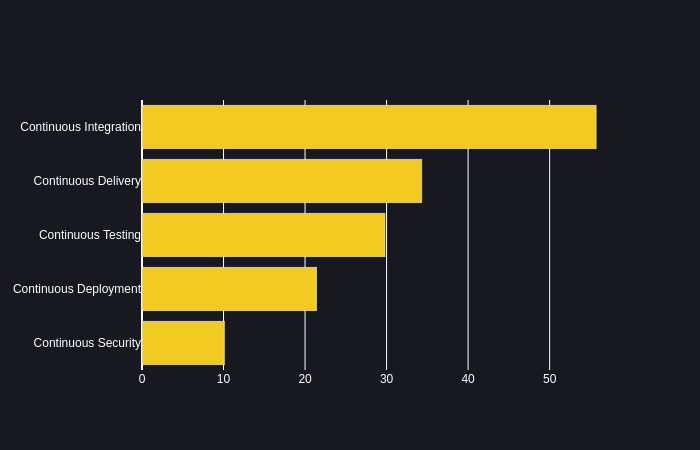 Continuous Integration
Continuous Delivery
Continuous Testing
Continuous Deployment
Continuous Security
0 10 20 30 40 50